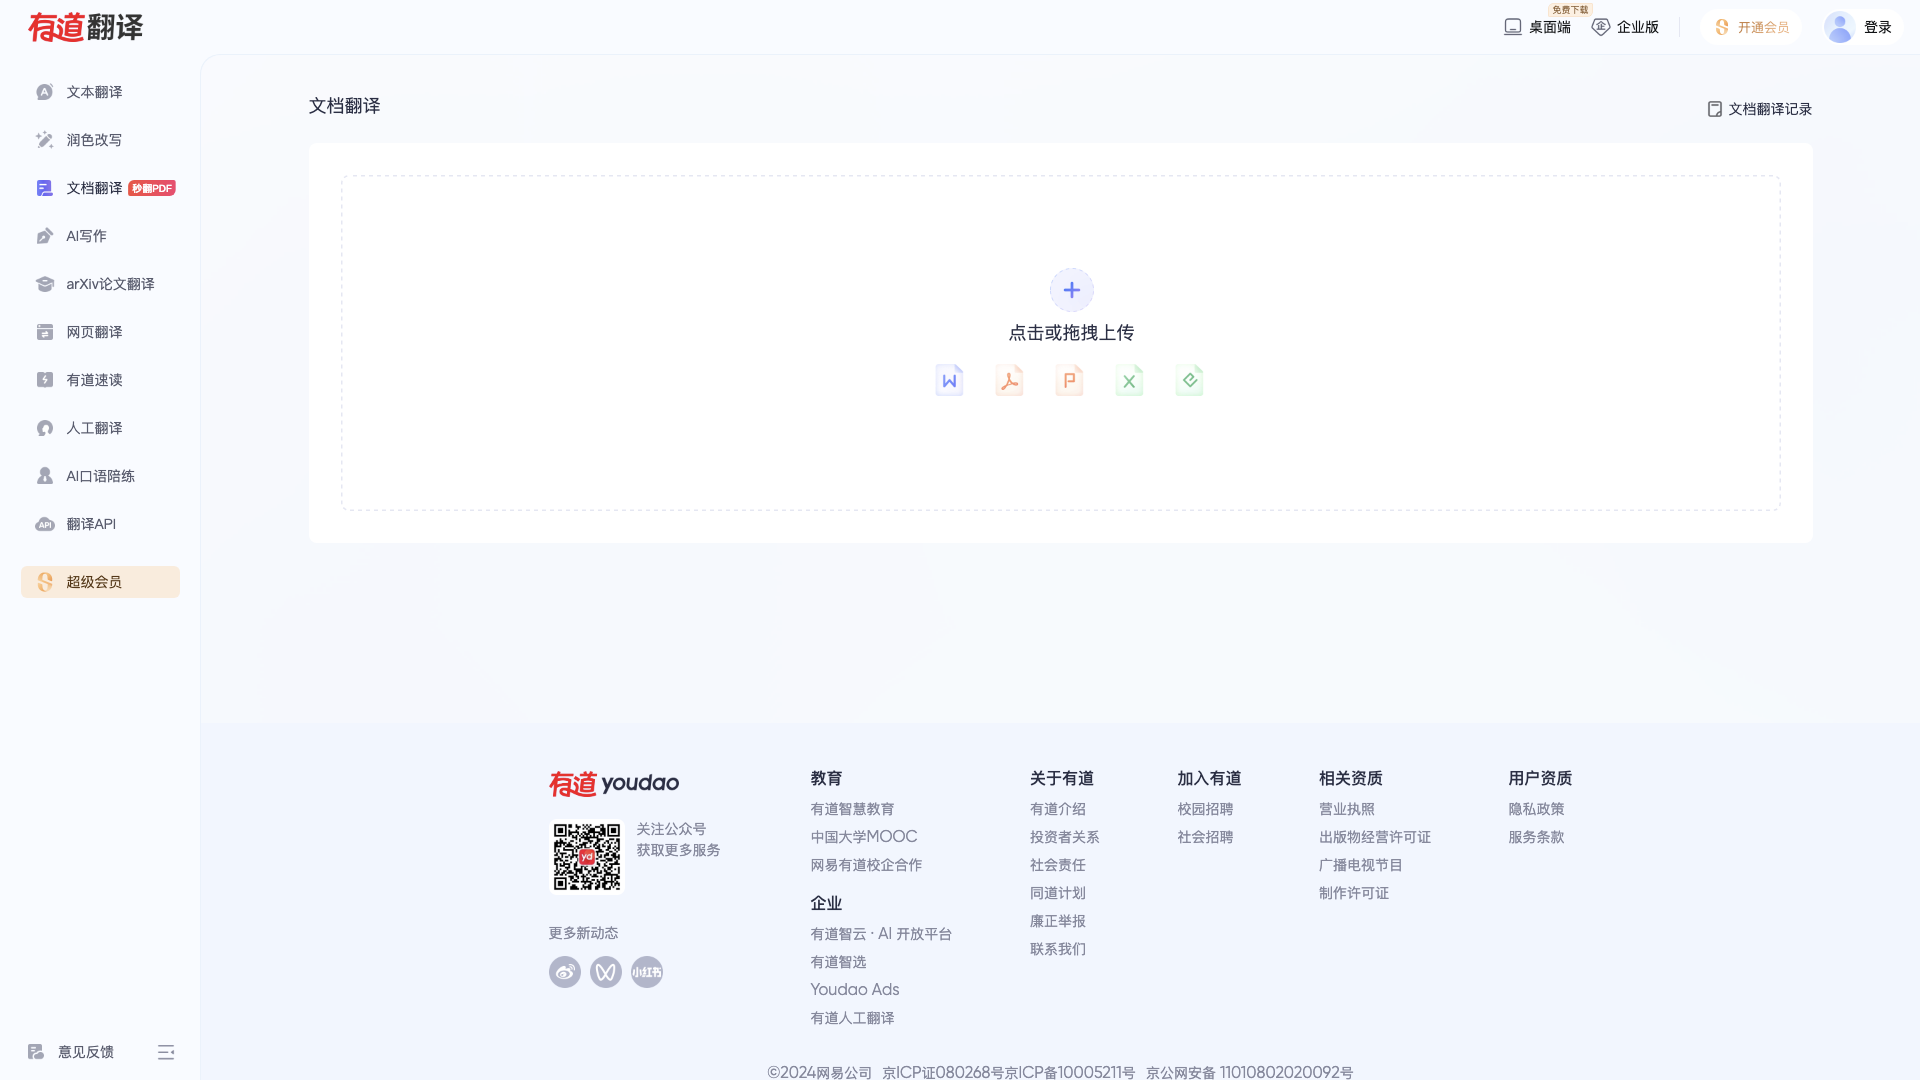 有道翻译
免费下载
桌面端
企业版
开通会员
登录
文本翻译
润色改写
文档翻译 秒翻PDF
AI写作
arXiv论文翻译
网页翻译
有道速读
人工翻译
AI口语陪练
翻译API
超级会员
意见反馈
文档翻译
文档翻译记录
点击或拖拽上传
有道 youdao
关注公众号
获取更多服务
更多新动态
小红书
教育
有道智慧教育
中国大学MOOC
网易有道校企合作
企业
有道智云 · AI 开放平台
有道智选
Youdao Ads
有道人工翻译
关于有道
有道介绍
投资者关系
社会责任
同道计划
廉正举报
联系我们
加入有道
校园招聘
社会招聘
相关资质
营业执照
出版物经营许可证
广播电视节目
制作许可证
用户资质
隐私政策
服务条款
©2024网易公司 京ICP证080268号京ICP备10005211号 京公网安备 11010802020092号